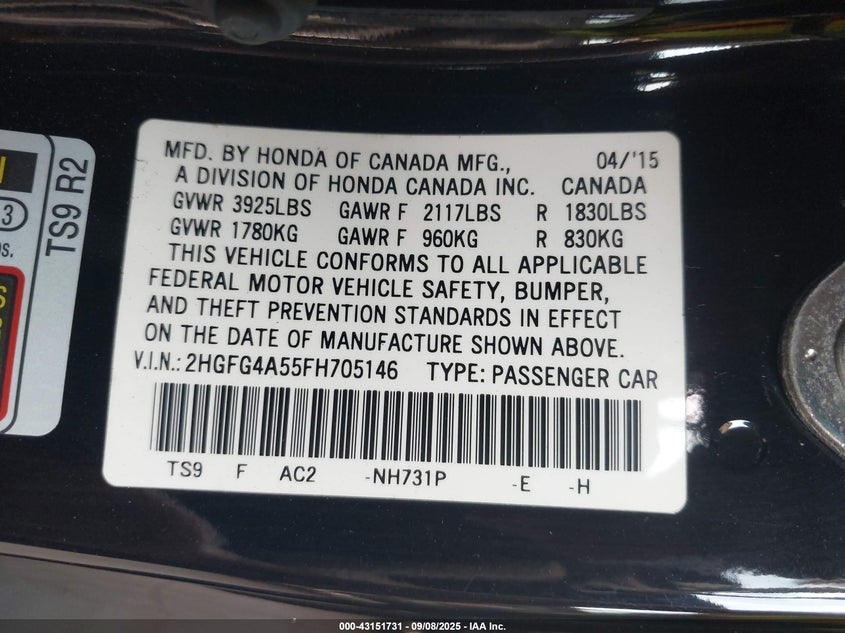 MFD. BY HONDA OF CANADA MFG., 04/'15
A DIVISION OF HONDA CANADA INC. CANADA
GVWR 3925LBS GAWR F 2117LBS R 1830LBS
GVWR 1780KG GAWR F 960KG R 830KG
THIS VEHICLE CONFORMS TO ALL APPLICABLE
FEDERAL MOTOR VEHICLE SAFETY, BUMPER,
AND THEFT PREVENTION STANDARDS IN EFFECT
ON THE DATE OF MANUFACTURE SHOWN ABOVE.
V.I.N.: 2HGFG4A55FH705146 TYPE: PASSENGER CAR
TS9 F AC2 -NH731P -E -H
TS9 R2
3
000-43151731 - 09/08/2025 - IAA Inc.